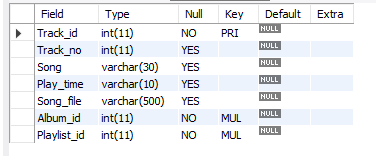 Field Type Null Key Default Extra
Track_id int(11) NO PRI NULL
Track_no int(11) YES NULL
Song varchar(30) YES NULL
Play_time varchar(10) YES NULL
Song_file varchar(500) YES NULL
Album_id int(11) NO MUL NULL
Playlist_id int(11) NO MUL NULL